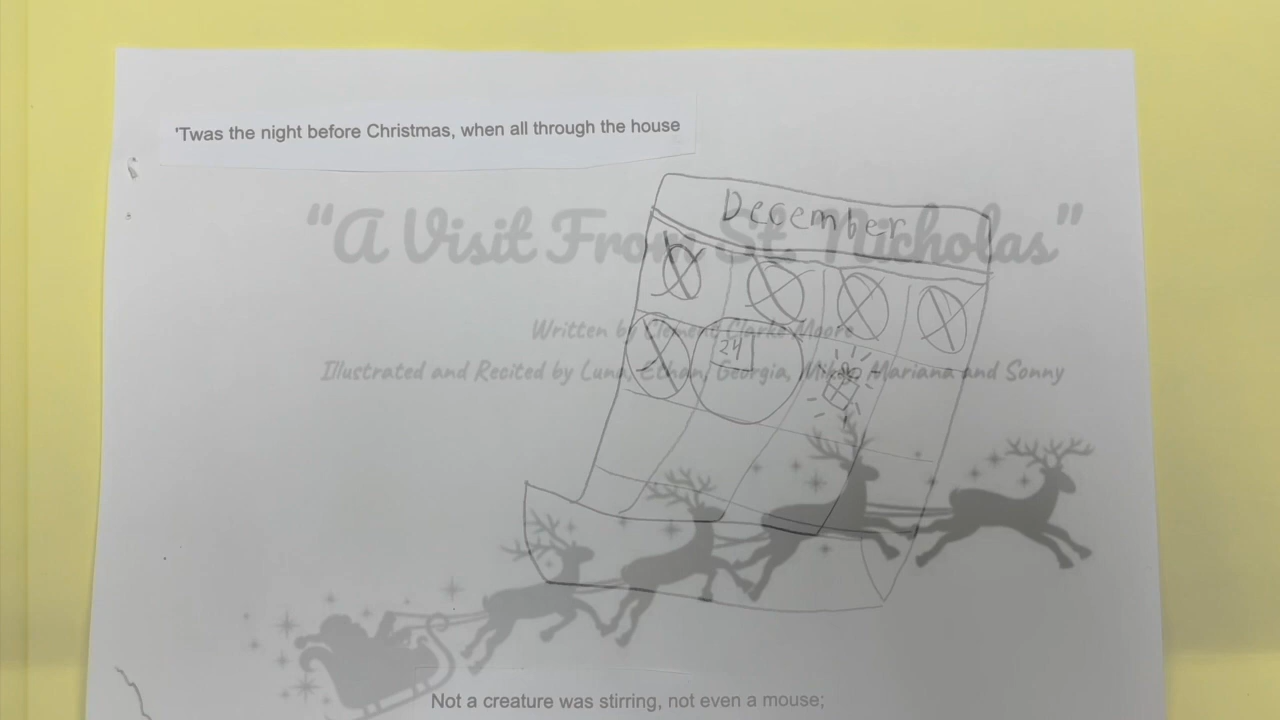 'Twas the night before Christmas, when all through the house
December
"A Visit From St. Nicholas"
Written by Clement Clarke Moore
24
Illustrated and Recited by Luna, Ethan, Georgia, Mariana and Sonny
Not a creature was stirring, not even a mouse;